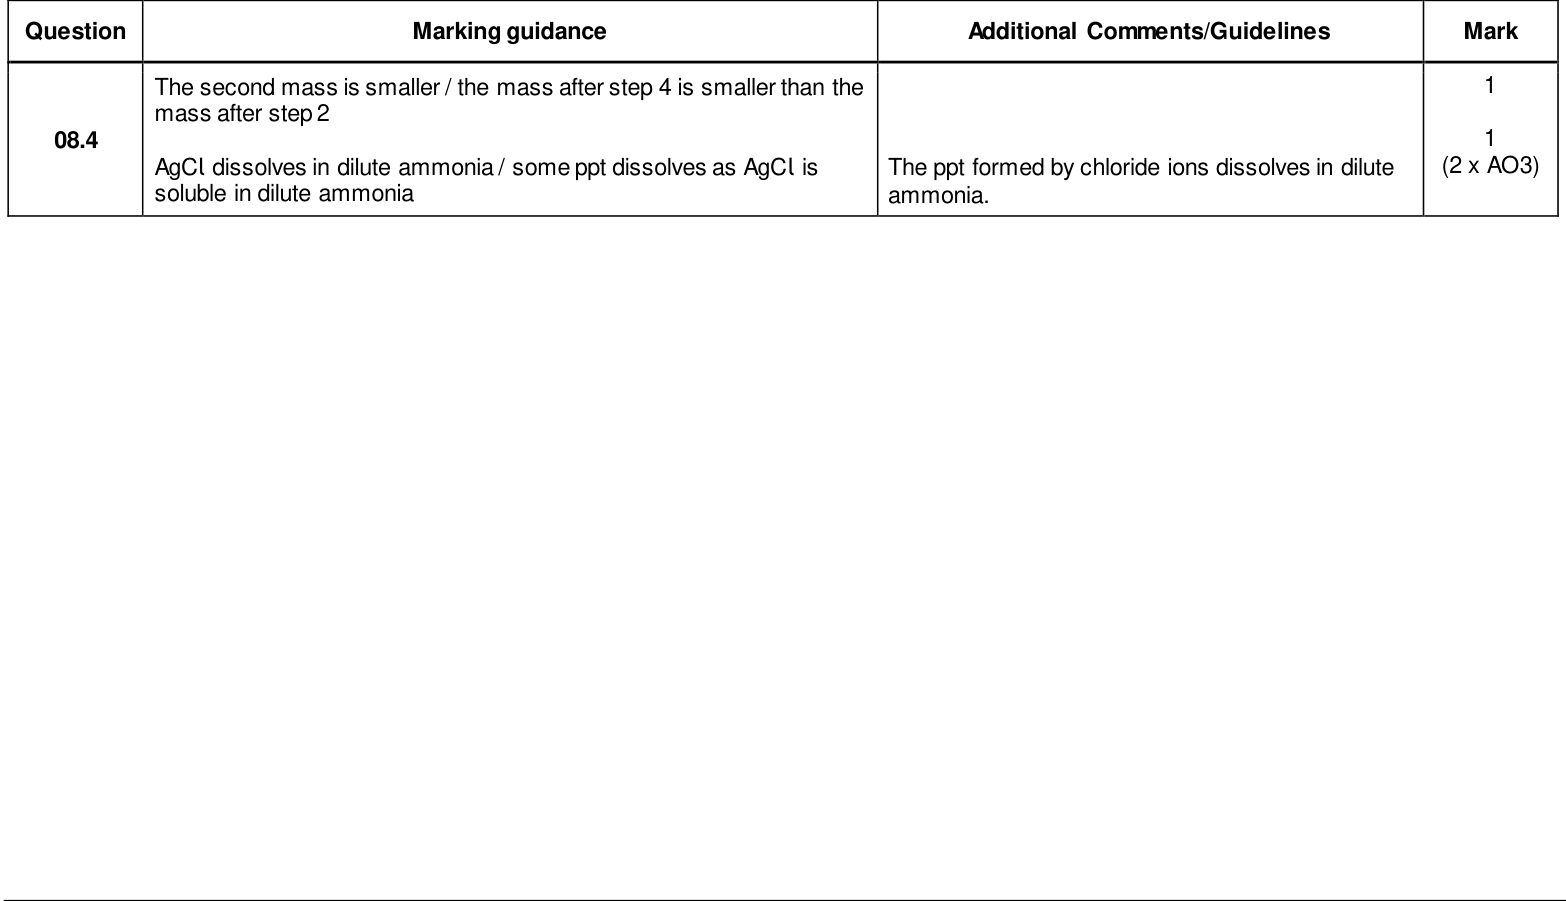 Question Marking guidance Additional Comments/Guidelines Mark
08.4
The second mass is smaller / the mass after step 4 is smaller than the
mass after step 2
AgCl dissolves in dilute ammonia / some ppt dissolves as AgCl is
soluble in dilute ammonia
The ppt formed by chloride ions dissolves in dilute
ammonia.
1
1
(2 x AO3)